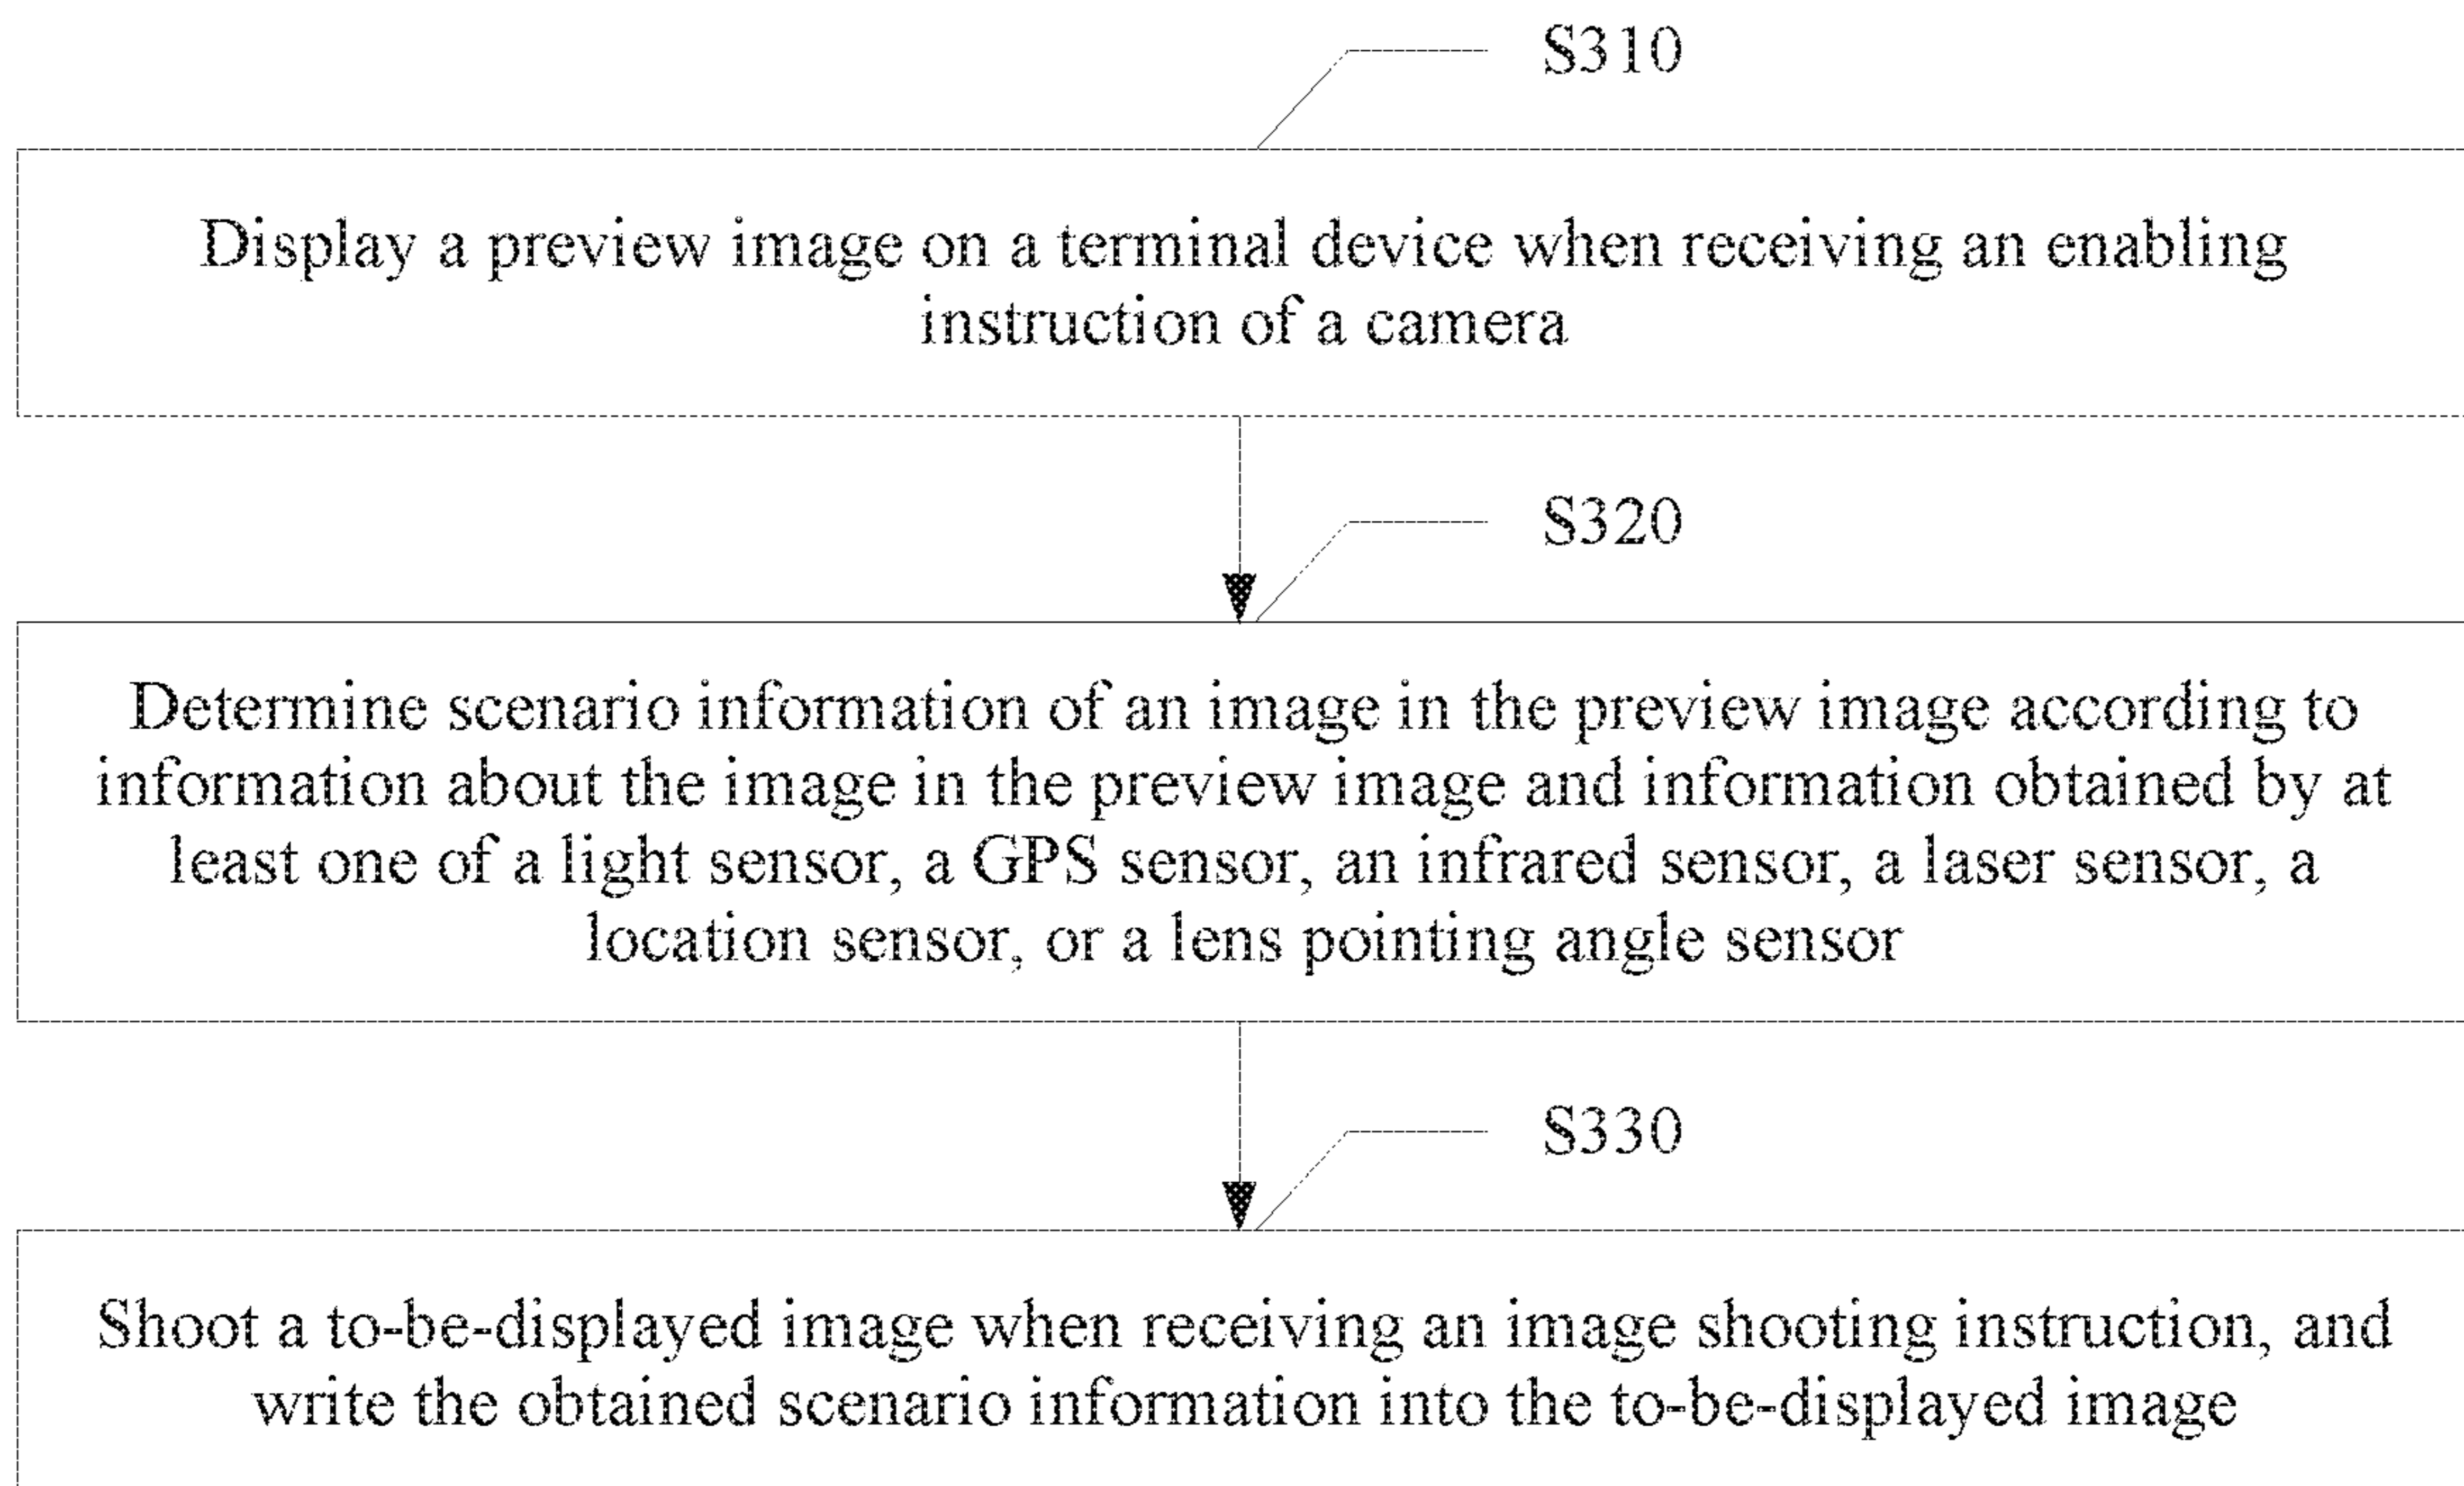 S310
Display a preview image on a terminal device when receiving an enabling
instruction of a camera
S320
Determine scenario information of an image in the preview image according to
information about the image in the preview image and information obtained by at
least one of a light sensor, a GPS sensor, an infrared sensor, a laser sensor, a
location sensor, or a lens pointing angle sensor
S330
Shoot a to-be-displayed image when receiving an image shooting instruction, and
write the obtained scenario information into the to-be-displayed image